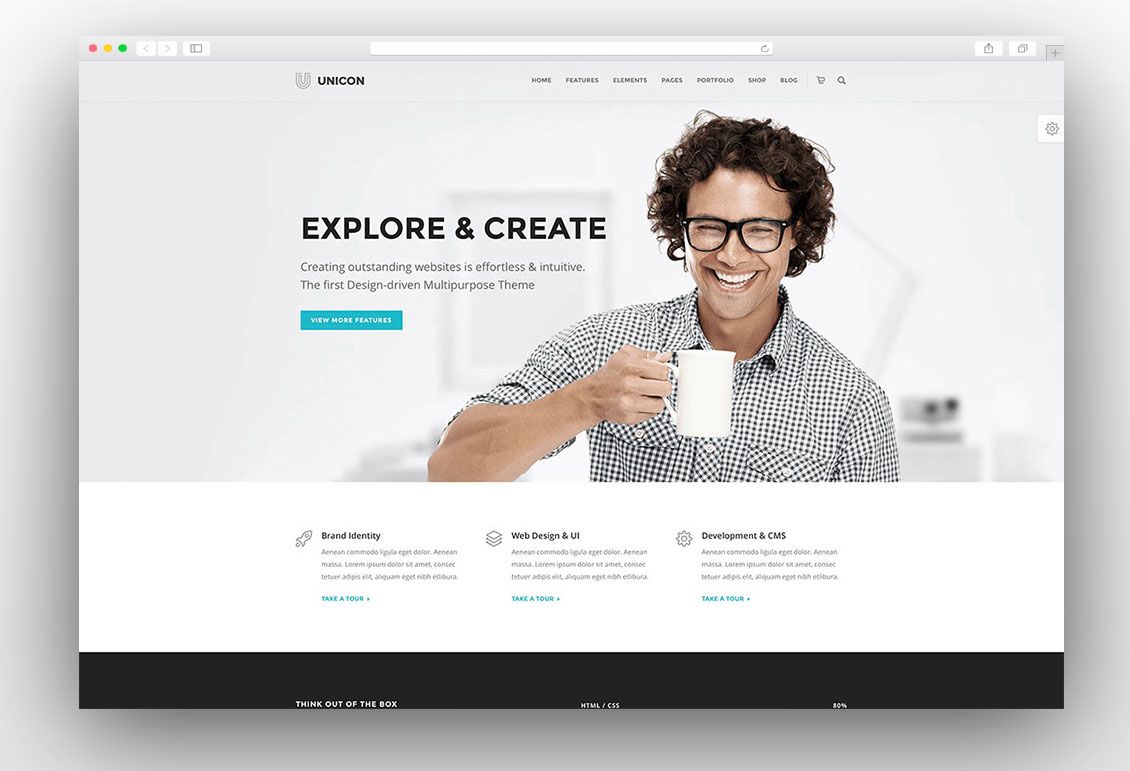 UNICON
HOME FEATURES ELEMENTS PAGES PORTFOLIO SHOP BLOG
EXPLORE & CREATE
Creating outstanding websites is effortless & intuitive.
The first Design-driven Multipurpose Theme
VIEW MORE FEATURES
Brand Identity
Aenean commodo ligula eget dolor. Aenean
massa. Lorem ipsum dolor sit amet, consec
tetuer adipis elit, aliquam eget nibh etlibura.
TAKE A TOUR
Web Design & UI
Aenean commodo ligula eget dolor. Aenean
massa. Lorem ipsum dolor sit amet, consec
tetuer adipis elit, aliquam eget nibh etlibura.
TAKE A TOUR
Development & CMS
Aenean commodo ligula eget dolor. Aenean
massa. Lorem ipsum dolor sit amet, consec
tetuer adipis elit, aliquam eget nibh etlibura.
TAKE A TOUR
THINK OUT OF THE BOX
HTML / CSS
80%